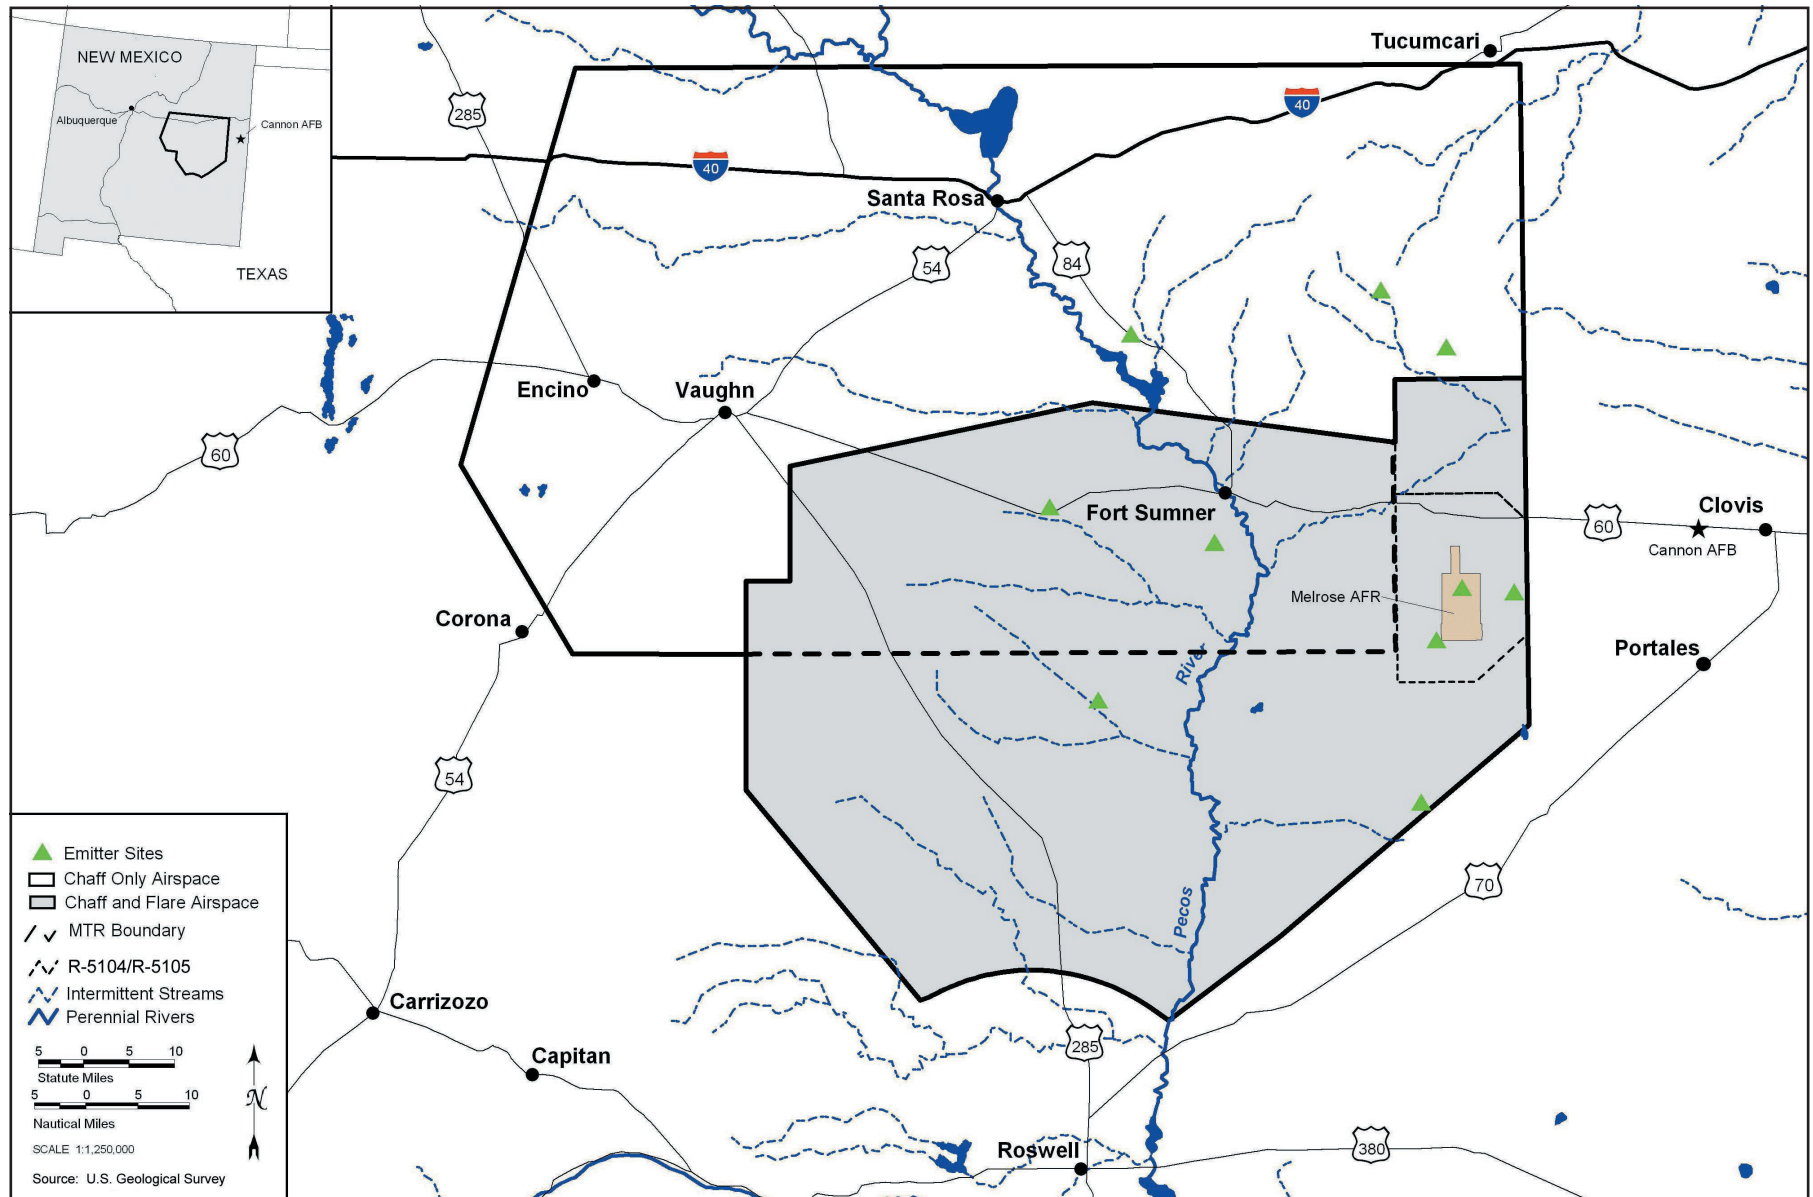 NEW MEXICO
Albuquerque
Cannon AFB
TEXAS
Tucumcari
285
40
40
Santa Rosa
54
84
Encino
Vaughn
60
Fort Sumner
60
Clovis
Cannon AFB
Melrose AFR
Corona
River
Portales
54
70
Pecos
Emitter Sites
Chaff Only Airspace
Chaff and Flare Airspace
MTR Boundary
R-5104/R-5105
Intermittent Streams
Perennial Rivers
5 0 5 10
Statute Miles
5 0 5 10
Nautical Miles
N
SCALE 1:1,250,000
Source: U.S. Geological Survey
Carrizozo
Capitan
285
Roswell
380